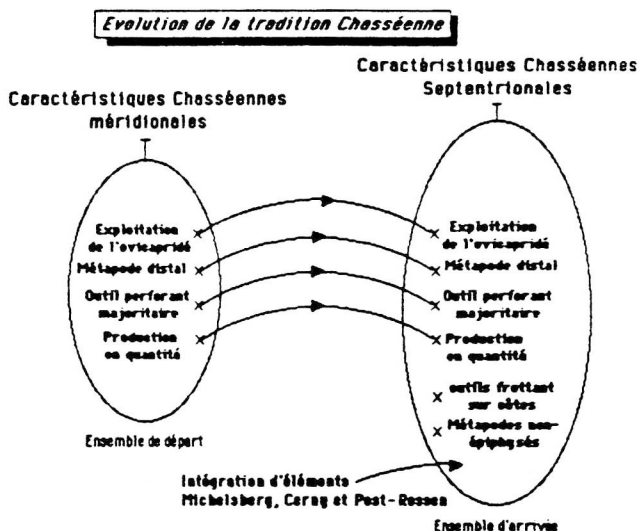 Evolution de la tradition Chasséenne
Caractéristiques Chasséennes
Septentrionales
Caractéristiques Chasséennes
méridionales
Exploitation
de l'ovicapridé
Métapode distal
Outil perforant
majoritaire
Production
en quantité
Exploitation
de l'ovicapridé
Métapode distal
Outil perforant
majoritaire
Production
en quantité
outils frottant
sur côtes
Métapodes non-
épiphysés
Ensemble de départ
Intégration d'éléments
Michelsberg, Cerny et Post-Rossen
Ensemble d'arrivée